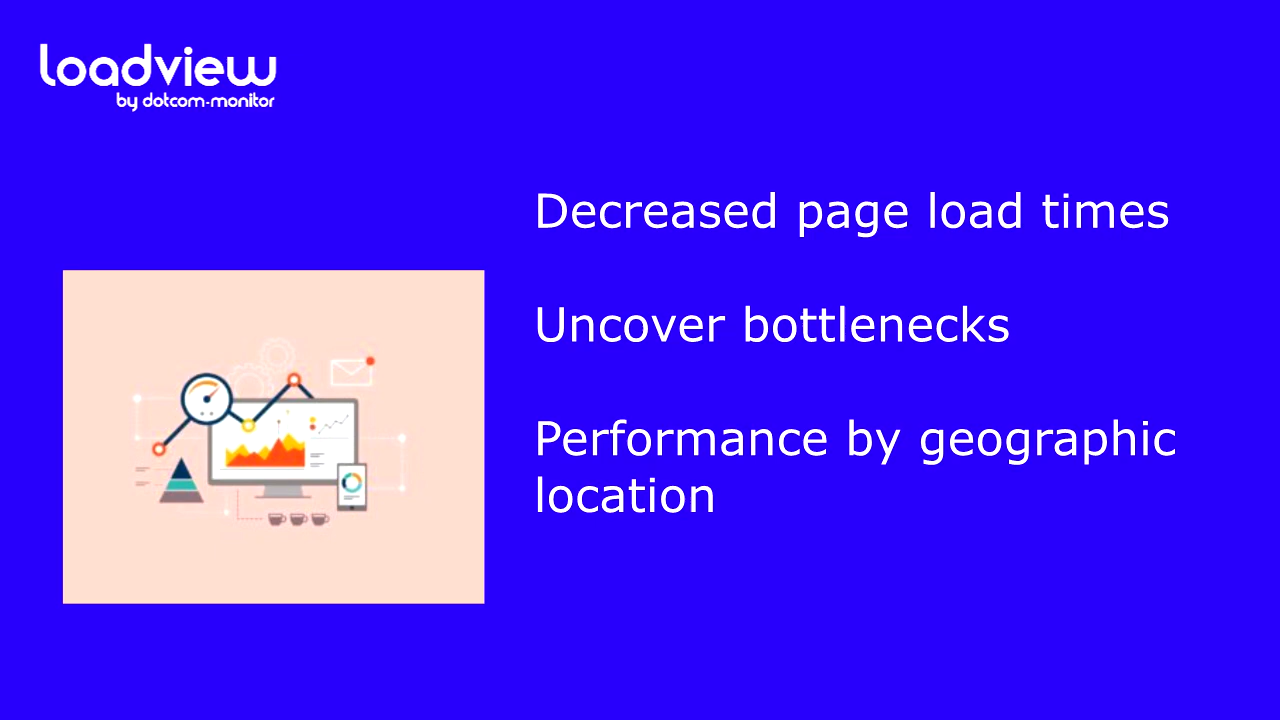 loadview
by dotcom-monitor
Decreased page load times
Uncover bottlenecks
Performance by geographic
location